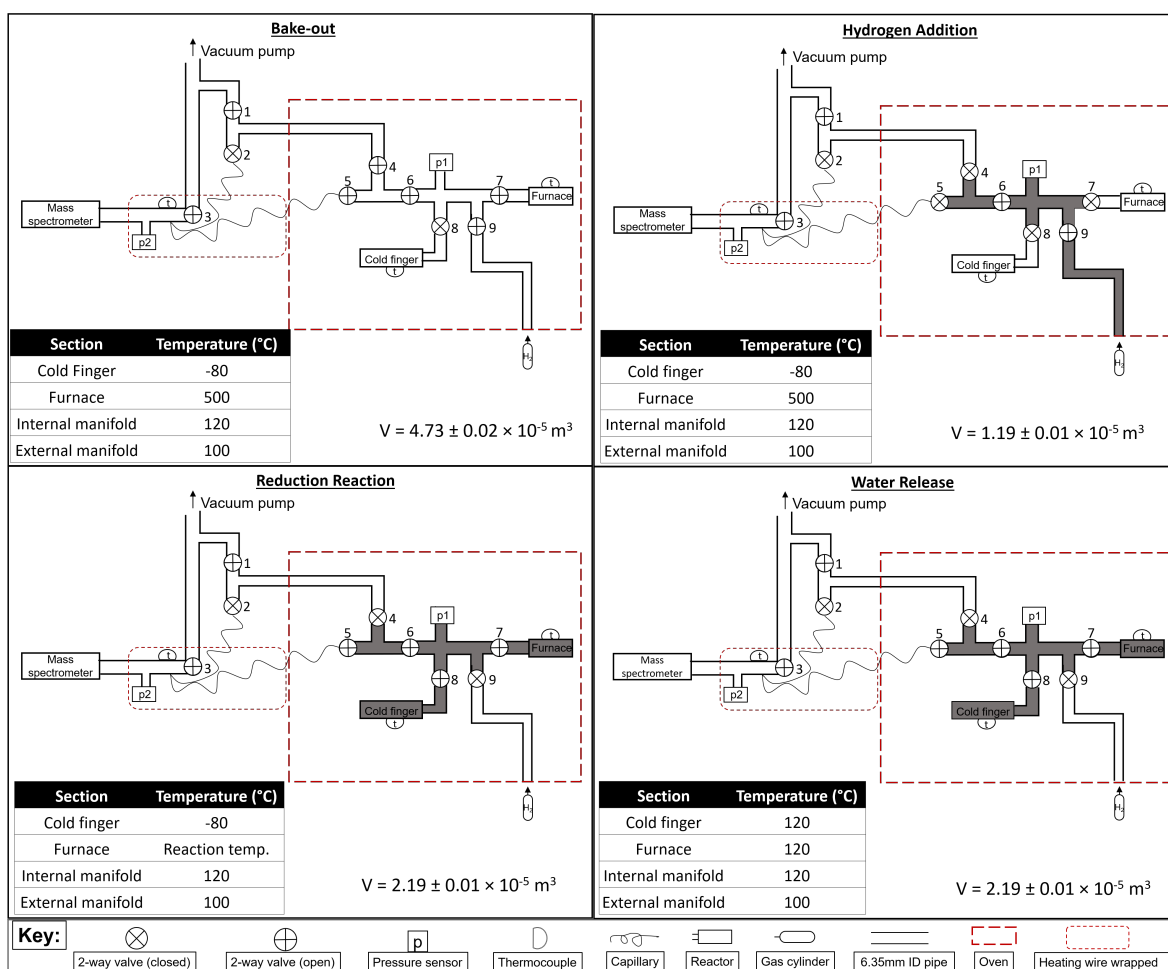 Bake-out
Vacuum pump
1
2
4
p1
5
6
7
t
Furnace
t
Mass
spectrometer
3
p2
8
9
Cold finger
t
H2
Section Temperature (°C)
Cold Finger -80
Furnace 500
Internal manifold 120
External manifold 100
V = 4.73 ± 0.02 × 10⁻⁵ m³
Hydrogen Addition
Vacuum pump
1
2
4
p1
5
6
7
t
Furnace
t
Mass
spectrometer
3
p2
8
9
Cold finger
t
H2
Section Temperature (°C)
Cold finger -80
Furnace 500
Internal manifold 120
External manifold 100
V = 1.19 ± 0.01 × 10⁻⁵ m³
Reduction Reaction
Vacuum pump
1
2
4
p1
5
6
7
t
Furnace
t
Mass
spectrometer
3
p2
8
9
Cold finger
t
H2
Section Temperature (°C)
Cold finger -80
Furnace Reaction temp.
Internal manifold 120
External manifold 100
V = 2.19 ± 0.01 × 10⁻⁵ m³
Water Release
Vacuum pump
1
2
4
p1
5
6
7
t
Furnace
t
Mass
spectrometer
3
p2
8
9
Cold finger
t
H2
Section Temperature (°C)
Cold finger 120
Furnace 120
Internal manifold 120
External manifold 100
V = 2.19 ± 0.01 × 10⁻⁵ m³
Key:
p
2-way valve (closed) 2-way valve (open) Pressure sensor Thermocouple Capillary Reactor Gas cylinder 6.35mm ID pipe Oven Heating wire wrapped